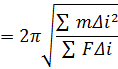 = 2π√(∑ mΔi² / ∑ FΔi)